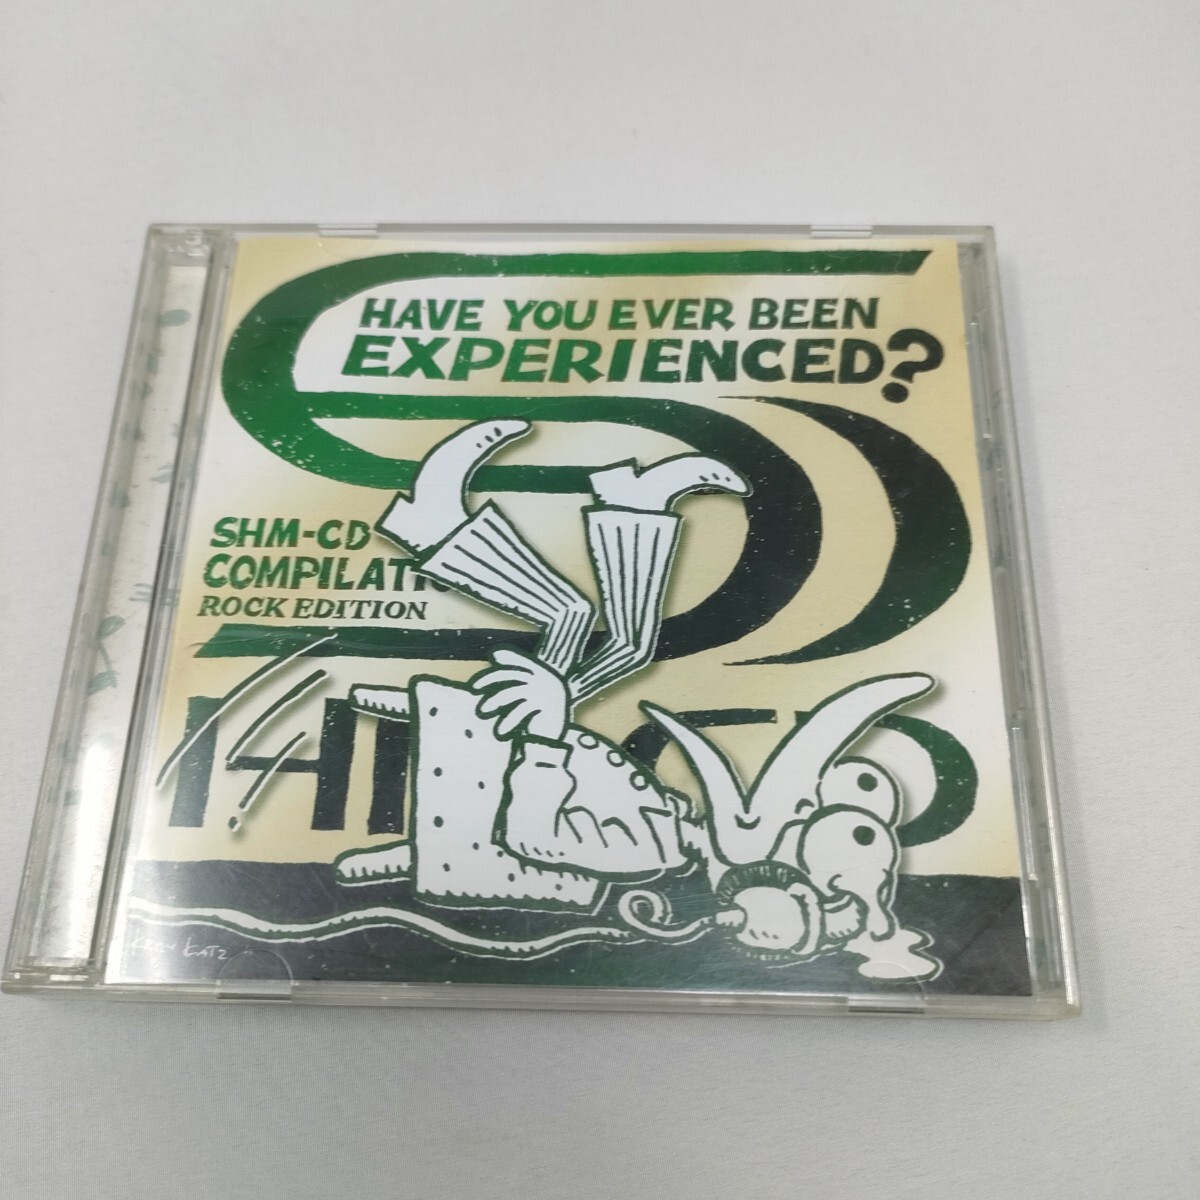 HAVE YOU EVER BEEN
EXPERIENCED?
SHM-CD
COMPILATIO
ROCK EDITION